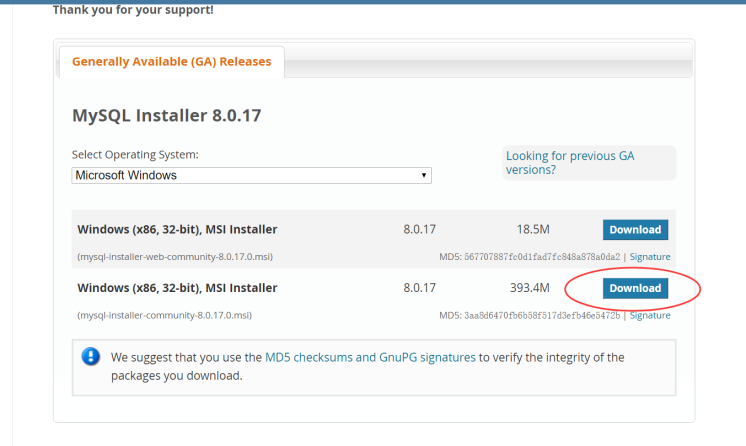 Thank you for your support!
Generally Available (GA) Releases
MySQL Installer 8.0.17
Select Operating System:
Looking for previous GA
versions?
Microsoft Windows
Windows (x86, 32-bit), MSI Installer 8.0.17 18.5M Download
(mysql-installer-web-community-8.0.17.0.msi) MD5: 567707887fc0d1fad7fc848a878a0da2 | Signature
Windows (x86, 32-bit), MSI Installer 8.0.17 393.4M Download
(mysql-installer-community-8.0.17.0.msi) MD5: 3aa8d6470fb6b58f517d3efb46e5472b | Signature
We suggest that you use the MD5 checksums and GnuPG signatures to verify the integrity of the
packages you download.